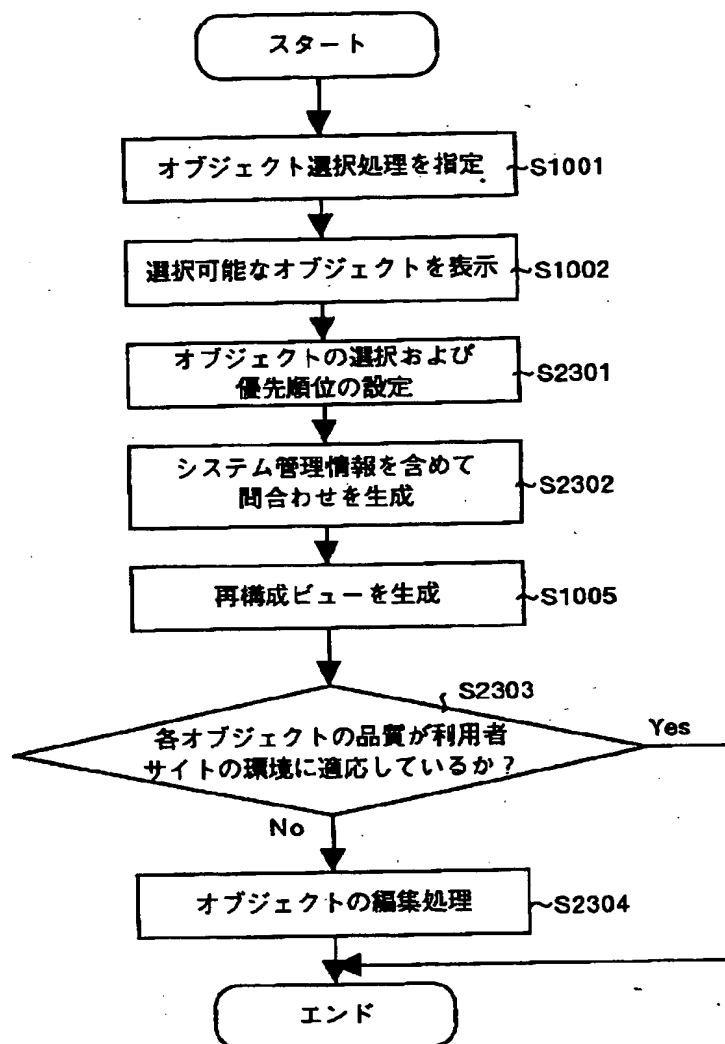 スタート
オブジェクト選択処理を指定
~S1001
選択可能なオブジェクトを表示
~S1002
オブジェクトの選択および
優先順位の設定
~S2301
システム管理情報を含めて
問合わせを生成
~S2302
再構成ビューを生成
~S1005
S2303
各オブジェクトの品質が利用者
サイトの環境に適応しているか?
Yes
No
オブジェクトの編集処理
~S2304
エンド